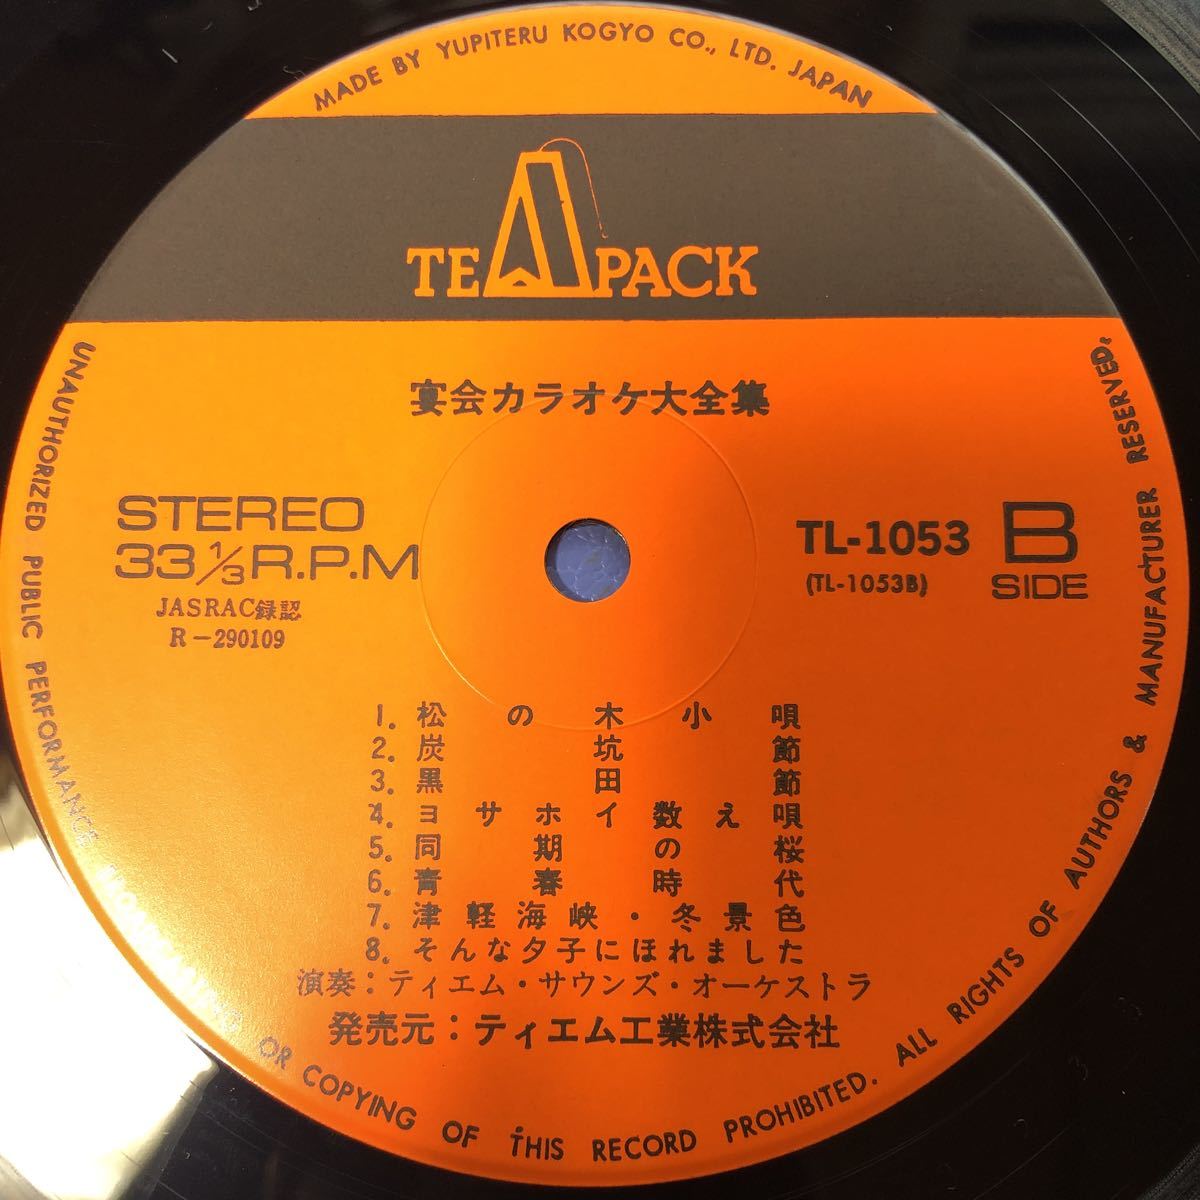 MADE BY YUPITERU KOGYO CO., LTD. JAPAN
TEAPACK
宴会カラオケ大全集
STEREO
33 1/3 R.P.M
JASRAC録認
R-290109
TL-1053
(TL-1053B)
B
SIDE
1. 松の木小唄
2. 炭坑節
3. 黒田節
4. ヨサホイ数え唄
5. 同期の桜
6. 青春時代
7. 津軽海峡・冬景色
8. そんな夕子にほれました
演奏：ティエム・サウンズ・オーケストラ
発売元：ティエム工業株式会社
UNAUTHORIZED PUBLIC PERFORMANCE OR COPYING OF THIS RECORD PROHIBITED. ALL RIGHTS OF AUTHORS & MANUFACTURER RESERVED.